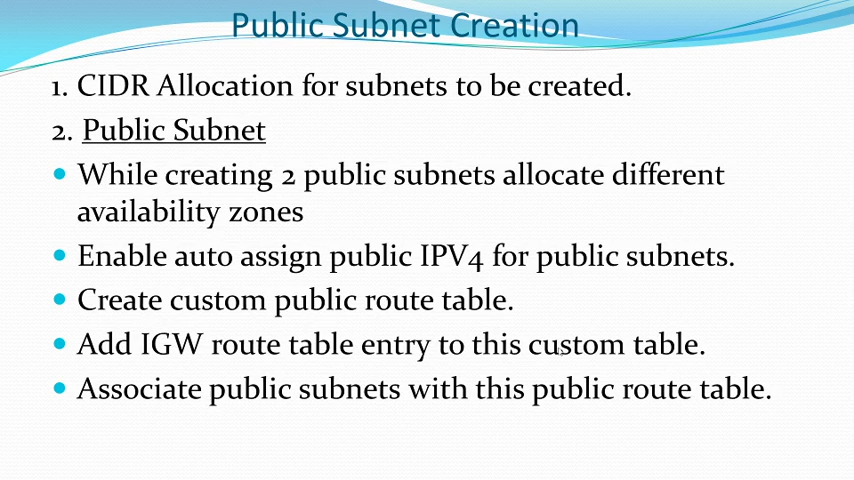 Public Subnet Creation
1. CIDR Allocation for subnets to be created.
2. Public Subnet
• While creating 2 public subnets allocate different
availability zones
• Enable auto assign public IPV4 for public subnets.
• Create custom public route table.
• Add IGW route table entry to this custom table.
• Associate public subnets with this public route table.